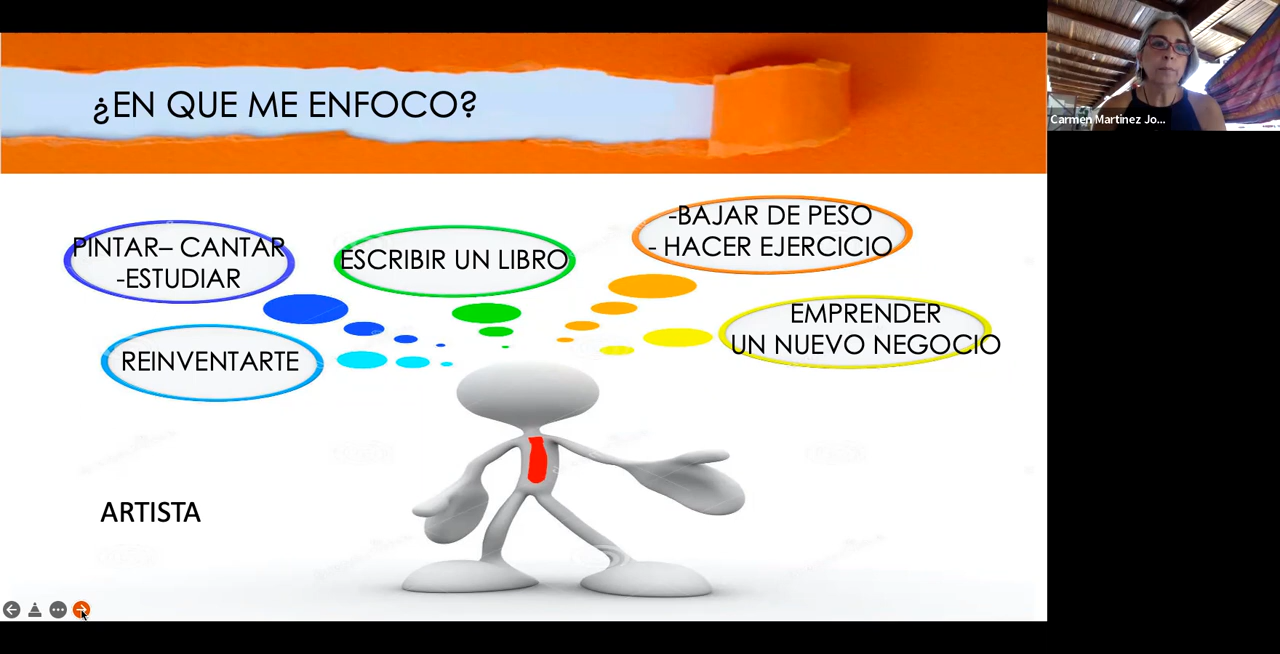 ¿EN QUE ME ENFOCO?
Carmen Martinez Jo...
PINTAR– CANTAR
-ESTUDIAR
ESCRIBIR UN LIBRO
-BAJAR DE PESO
- HACER EJERCICIO
REINVENTARTE
EMPRENDER
UN NUEVO NEGOCIO
ARTISTA